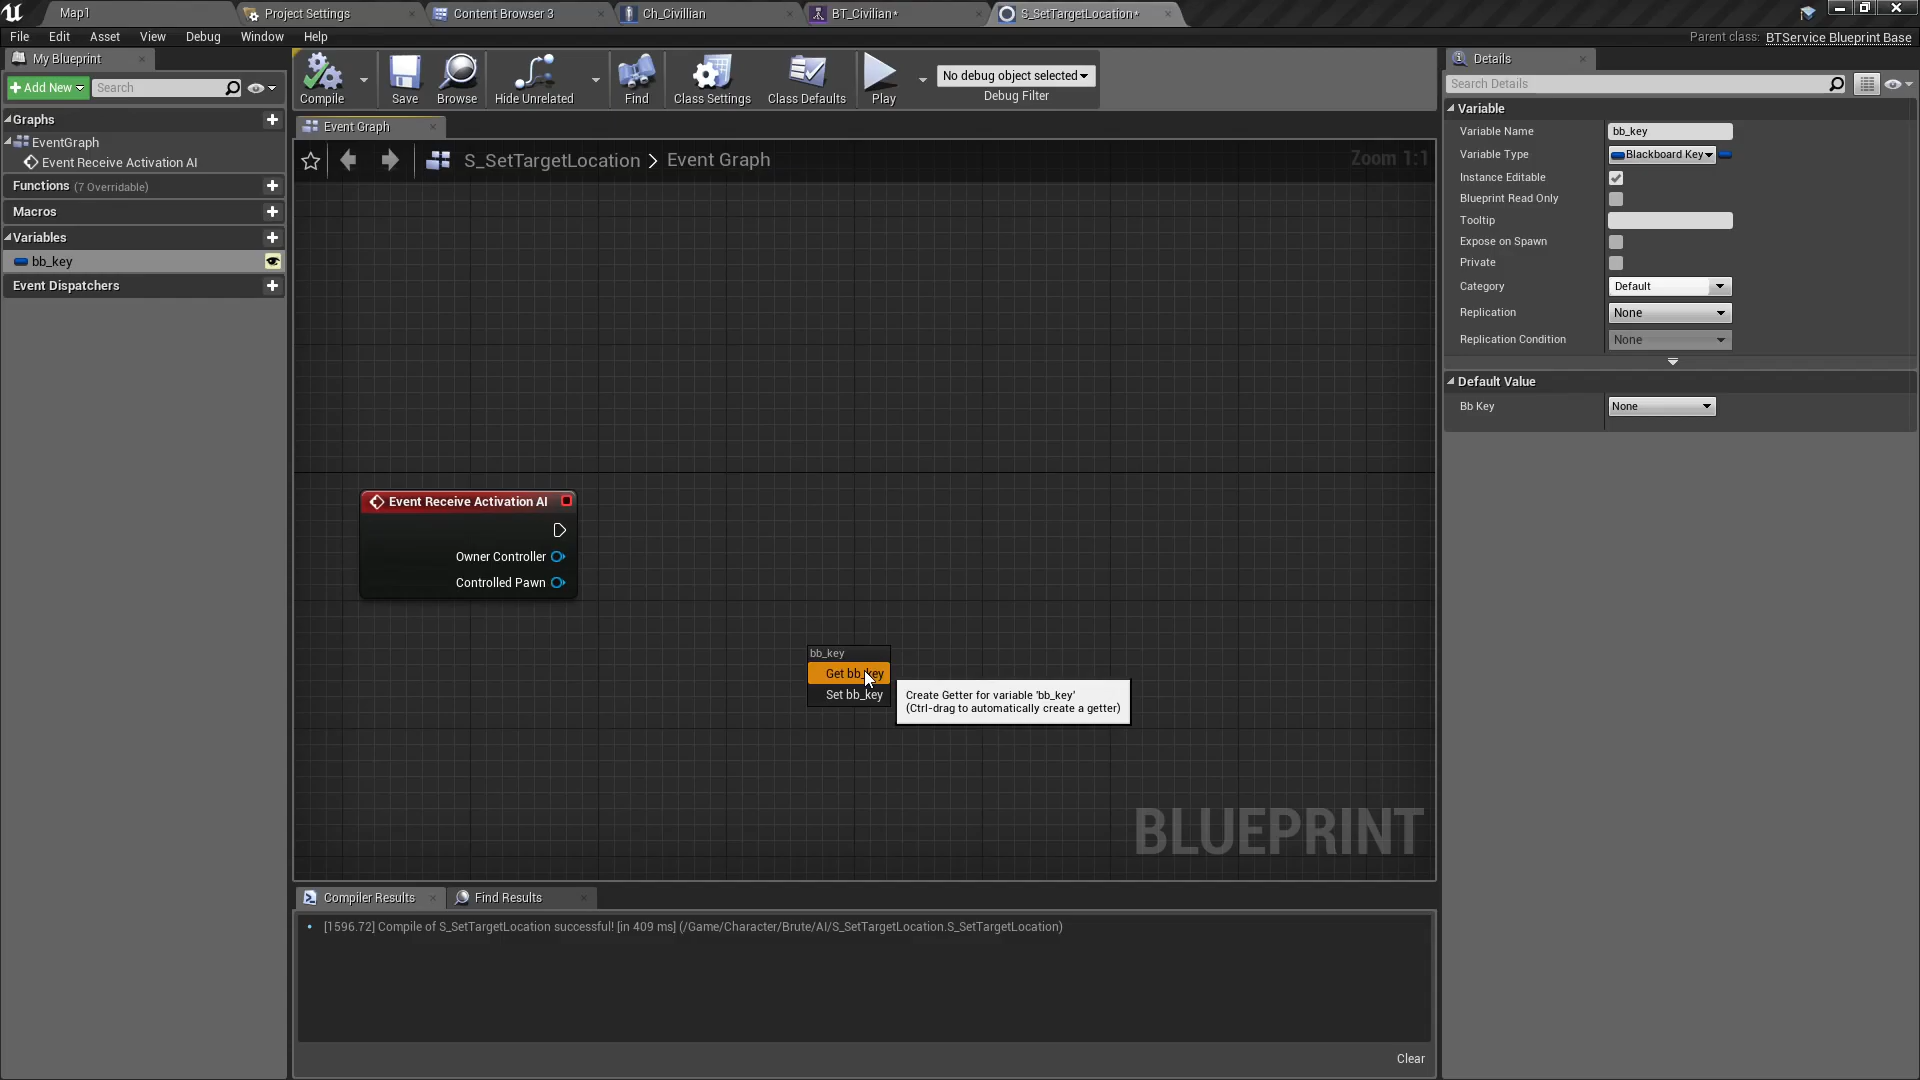 Map1
Project Settings
Content Browser 3
Ch_Civillian
BT_Civilian*
S_SetTargetLocation*
File Edit Asset View Debug Window Help
Parent class: BTService Blueprint Base
My Blueprint
Add New
Search
Compile
Save
Browse
Hide Unrelated
Find
Class Settings
Class Defaults
Play
No debug object selected
Debug Filter
Details
Search Details
Graphs
EventGraph
Event Receive Activation AI
Functions (7 Overridable)
Macros
Variables
bb_key
Event Dispatchers
Event Graph
S_SetTargetLocation > Event Graph
Zoom 1:1
Event Receive Activation AI
Owner Controller
Controlled Pawn
bb_key
Get bb_key
Set bb_key
Create Getter for variable 'bb_key'
(Ctrl-drag to automatically create a getter)
BLUEPRINT
Variable
Variable Name bb_key
Variable Type Blackboard Key
Instance Editable
Blueprint Read Only
Tooltip
Expose on Spawn
Private
Category Default
Replication None
Replication Condition None
Default Value
Bb Key None
Compiler Results
Find Results
[1596.72] Compile of S_SetTargetLocation successful! [in 409 ms] (/Game/Character/Brute/AI/S_SetTargetLocation.S_SetTargetLocation)
Clear